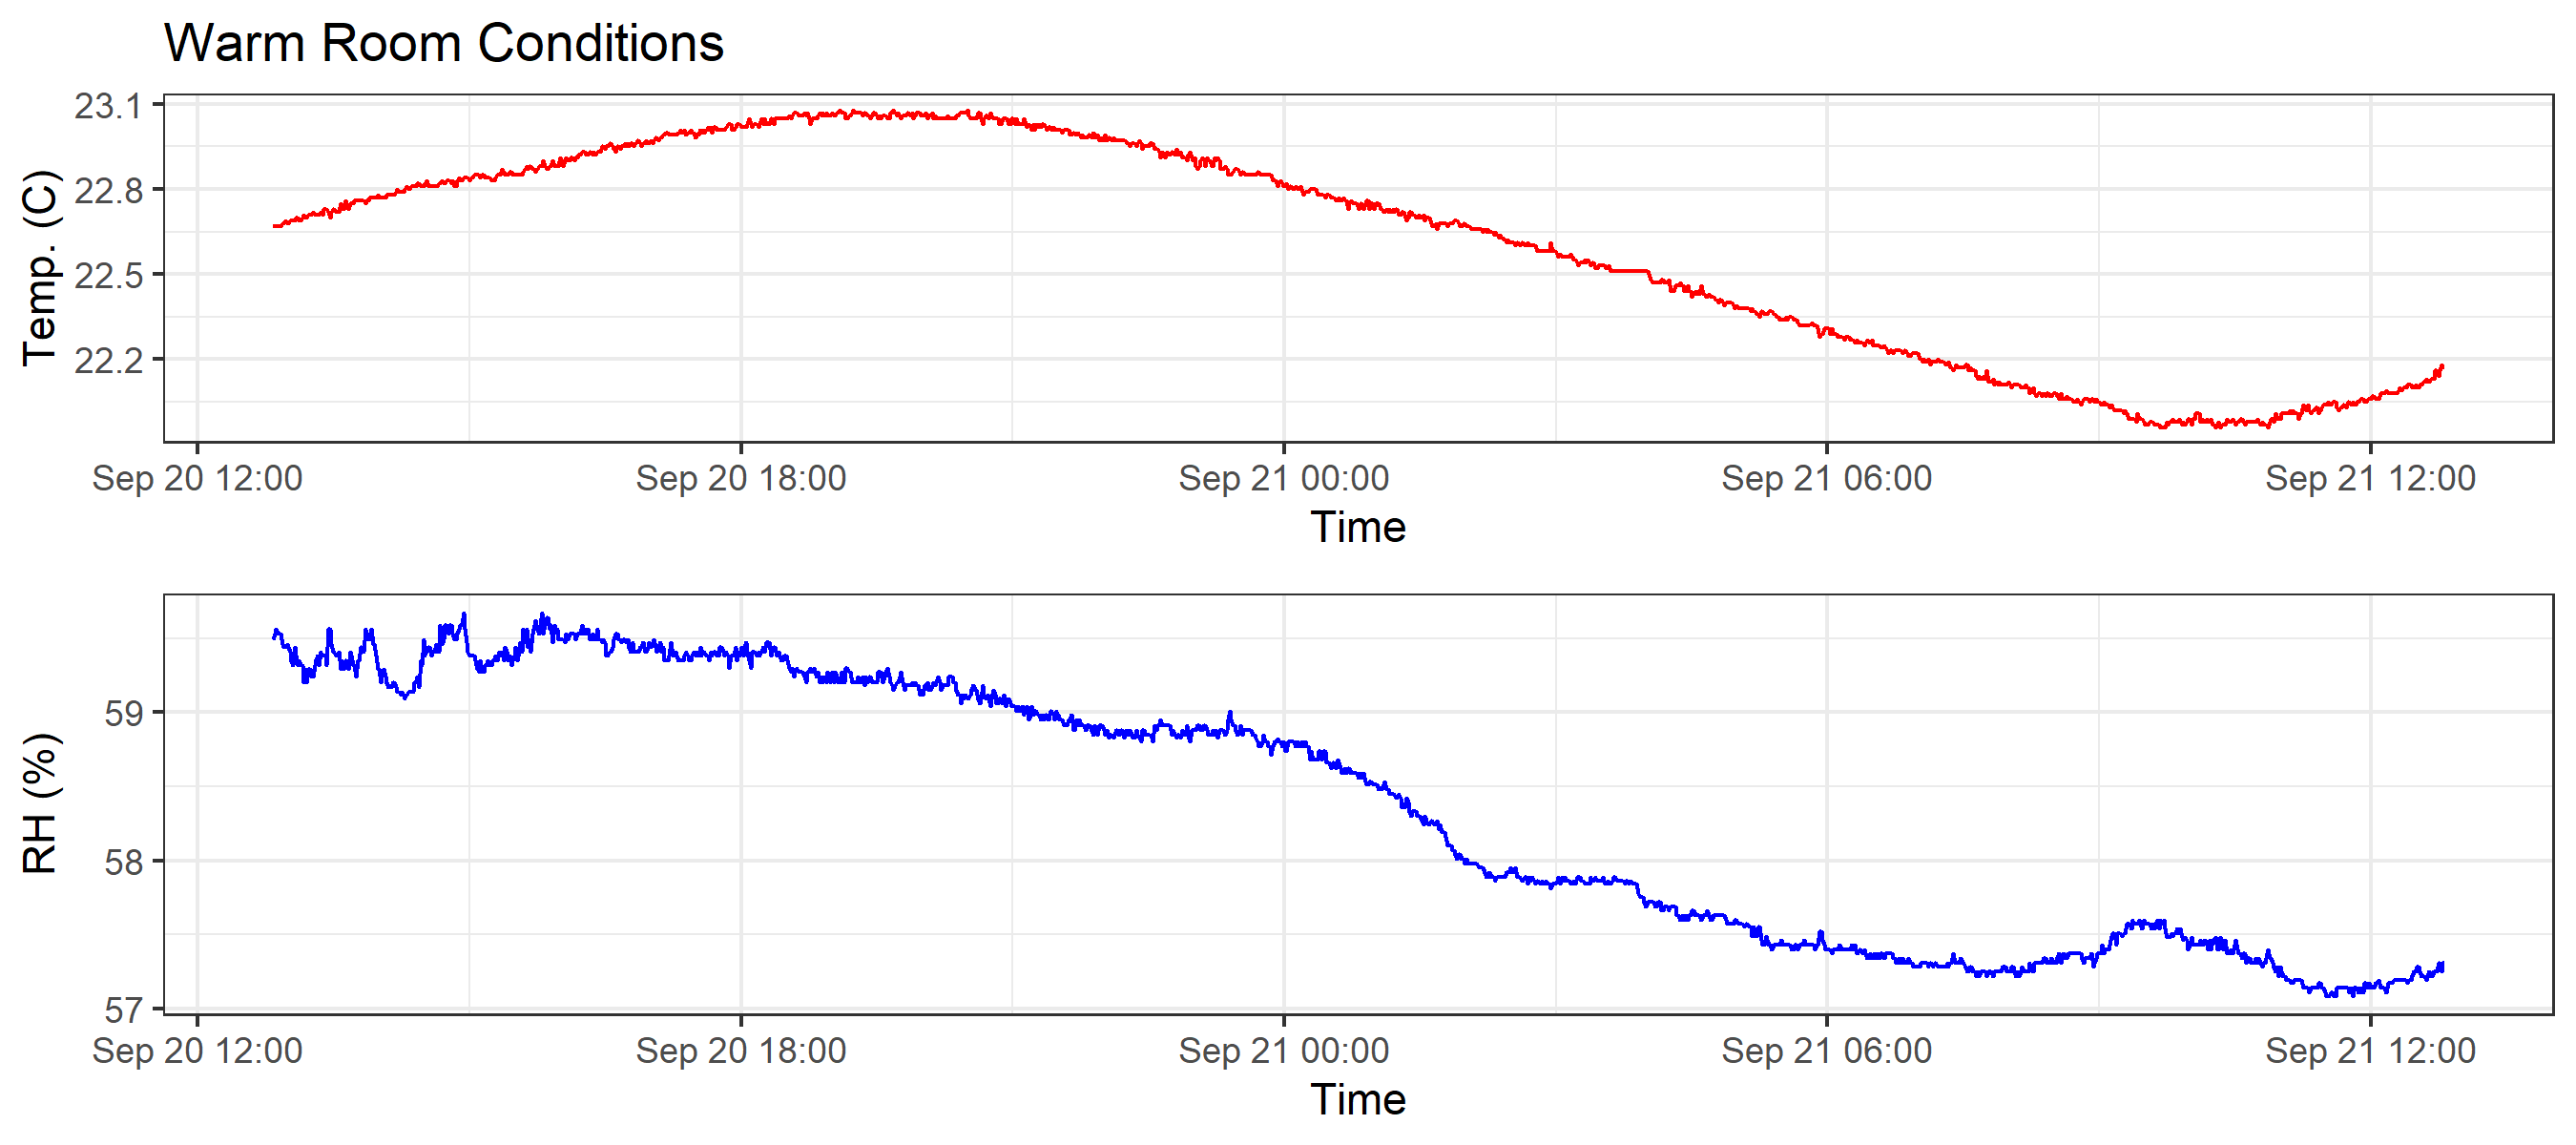 Warm Room Conditions
Temp. (C)
23.1
22.8
22.5
22.2
Sep 20 12:00 Sep 20 18:00 Sep 21 00:00 Sep 21 06:00 Sep 21 12:00
Time
RH (%)
59
58
57
Sep 20 12:00 Sep 20 18:00 Sep 21 00:00 Sep 21 06:00 Sep 21 12:00
Time